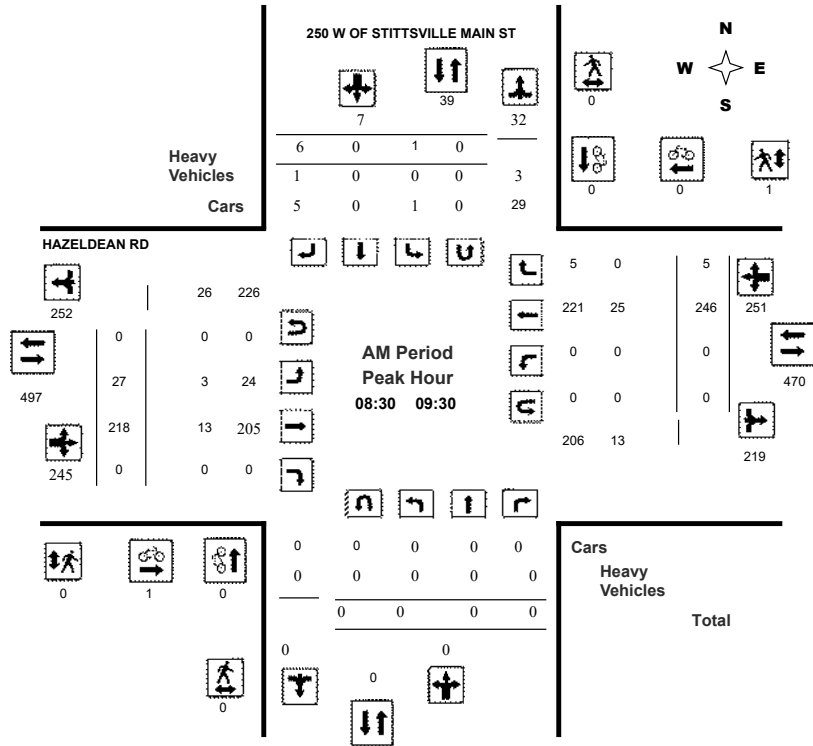 250 W OF STITTSVILLE MAIN ST
N
W E
S
39
0
7 32
6 0 1 0
Heavy
Vehicles
1 0 0 0 3
Cars
5 0 1 0 29
0 0 1
HAZELDEAN RD
252
26 226
5 0 5
251
221 25 246
0 0 0
497
27 3 24
0 0 0
470
AM Period
Peak Hour
08:30 09:30
0 0 0
218 13 205
206 13
219
245
0 0 0
0 0 0 0 0
Cars
0 0 0 0 0
Heavy
Vehicles
0 1 0
0 0 0 0
Total
0 0
0
0